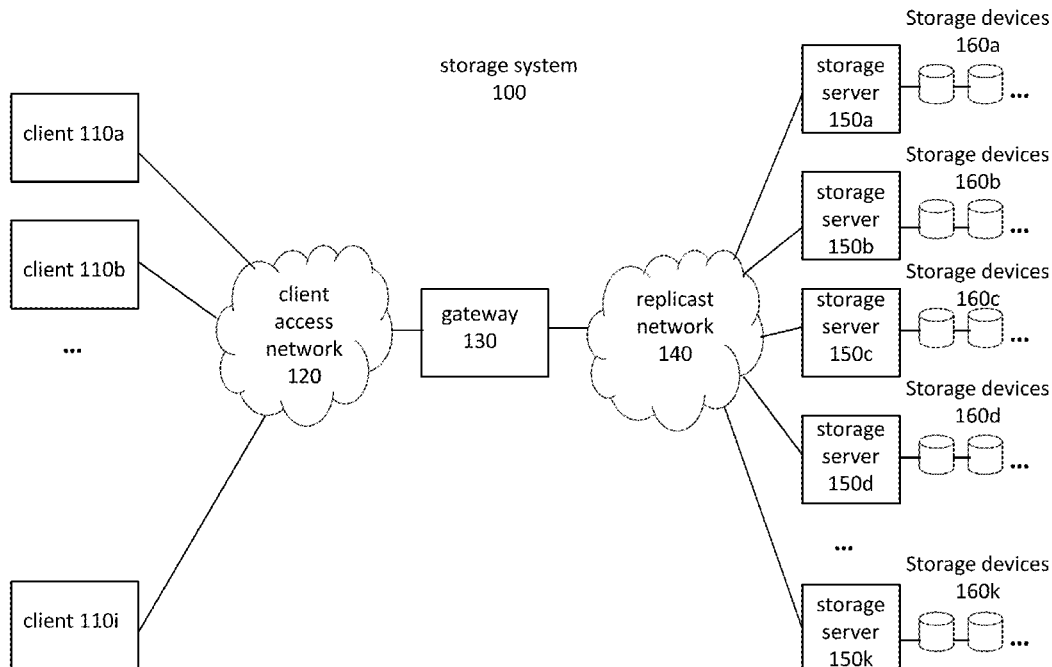 storage system
100
client 110a
client 110b
...
client 110i
client
access
network
120
gateway
130
replicast
network
140
Storage devices
160a
storage
server
150a
...
Storage devices
160b
storage
server
150b
...
Storage devices
160c
storage
server
150c
...
Storage devices
160d
storage
server
150d
...
...
Storage devices
160k
storage
server
150k
...